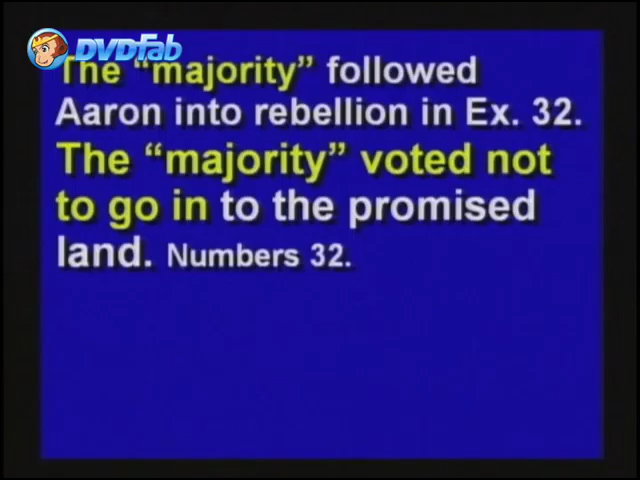 DVDFab
The “majority” followed
Aaron into rebellion in Ex. 32.
The “majority” voted not
to go in to the promised
land. Numbers 32.